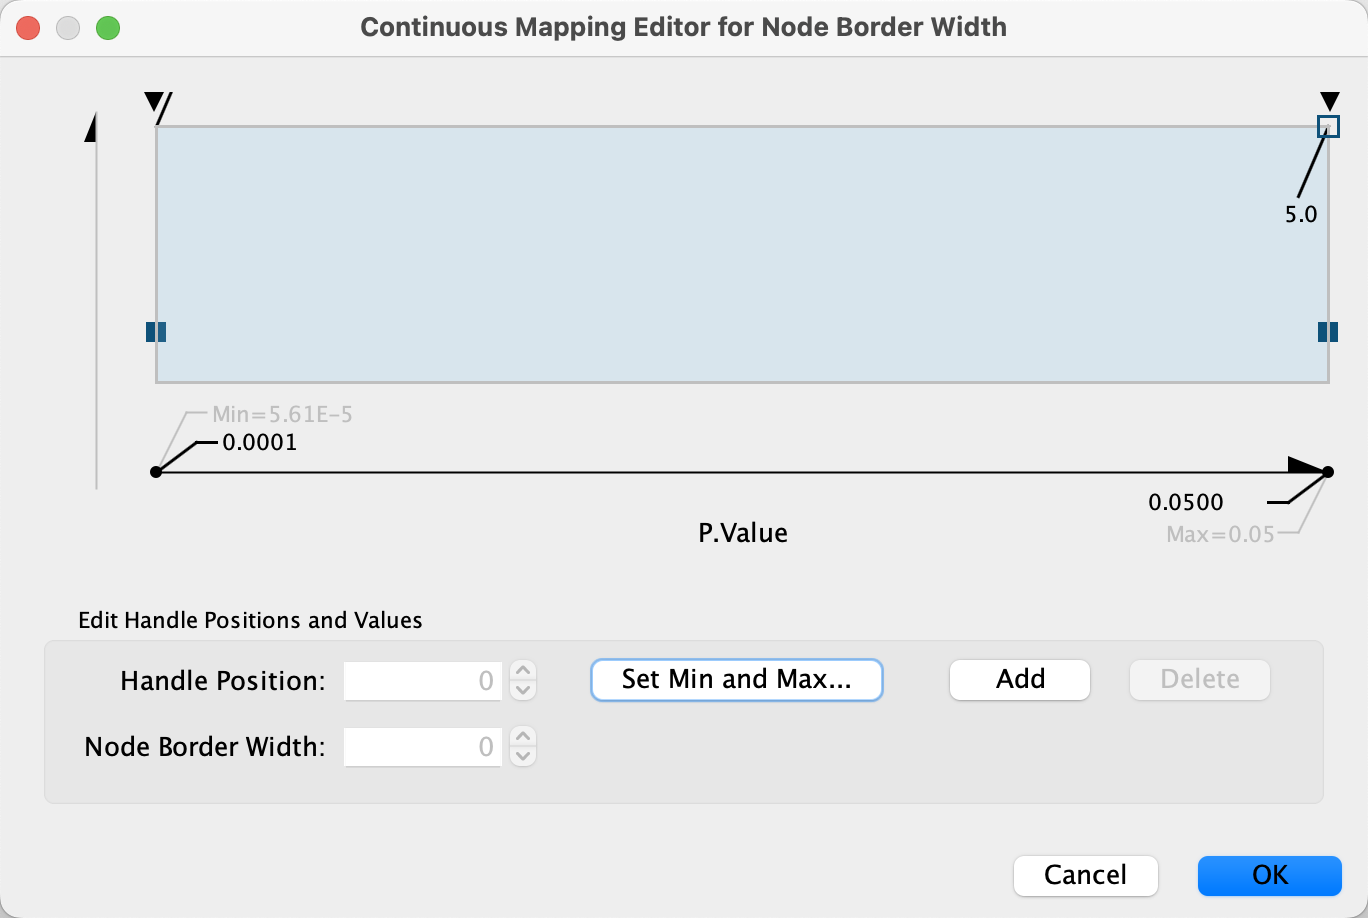 Continuous Mapping Editor for Node Border Width
5.0
Min=5.61E-5
0.0001
0.0500
Max=0.05
P.Value
Edit Handle Positions and Values
Handle Position: 0 Set Min and Max... Add Delete
Node Border Width: 0
Cancel OK